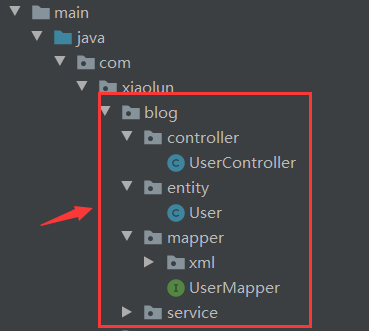 main
java
com
xiaolun
blog
controller
UserController
entity
User
mapper
xml
UserMapper
service